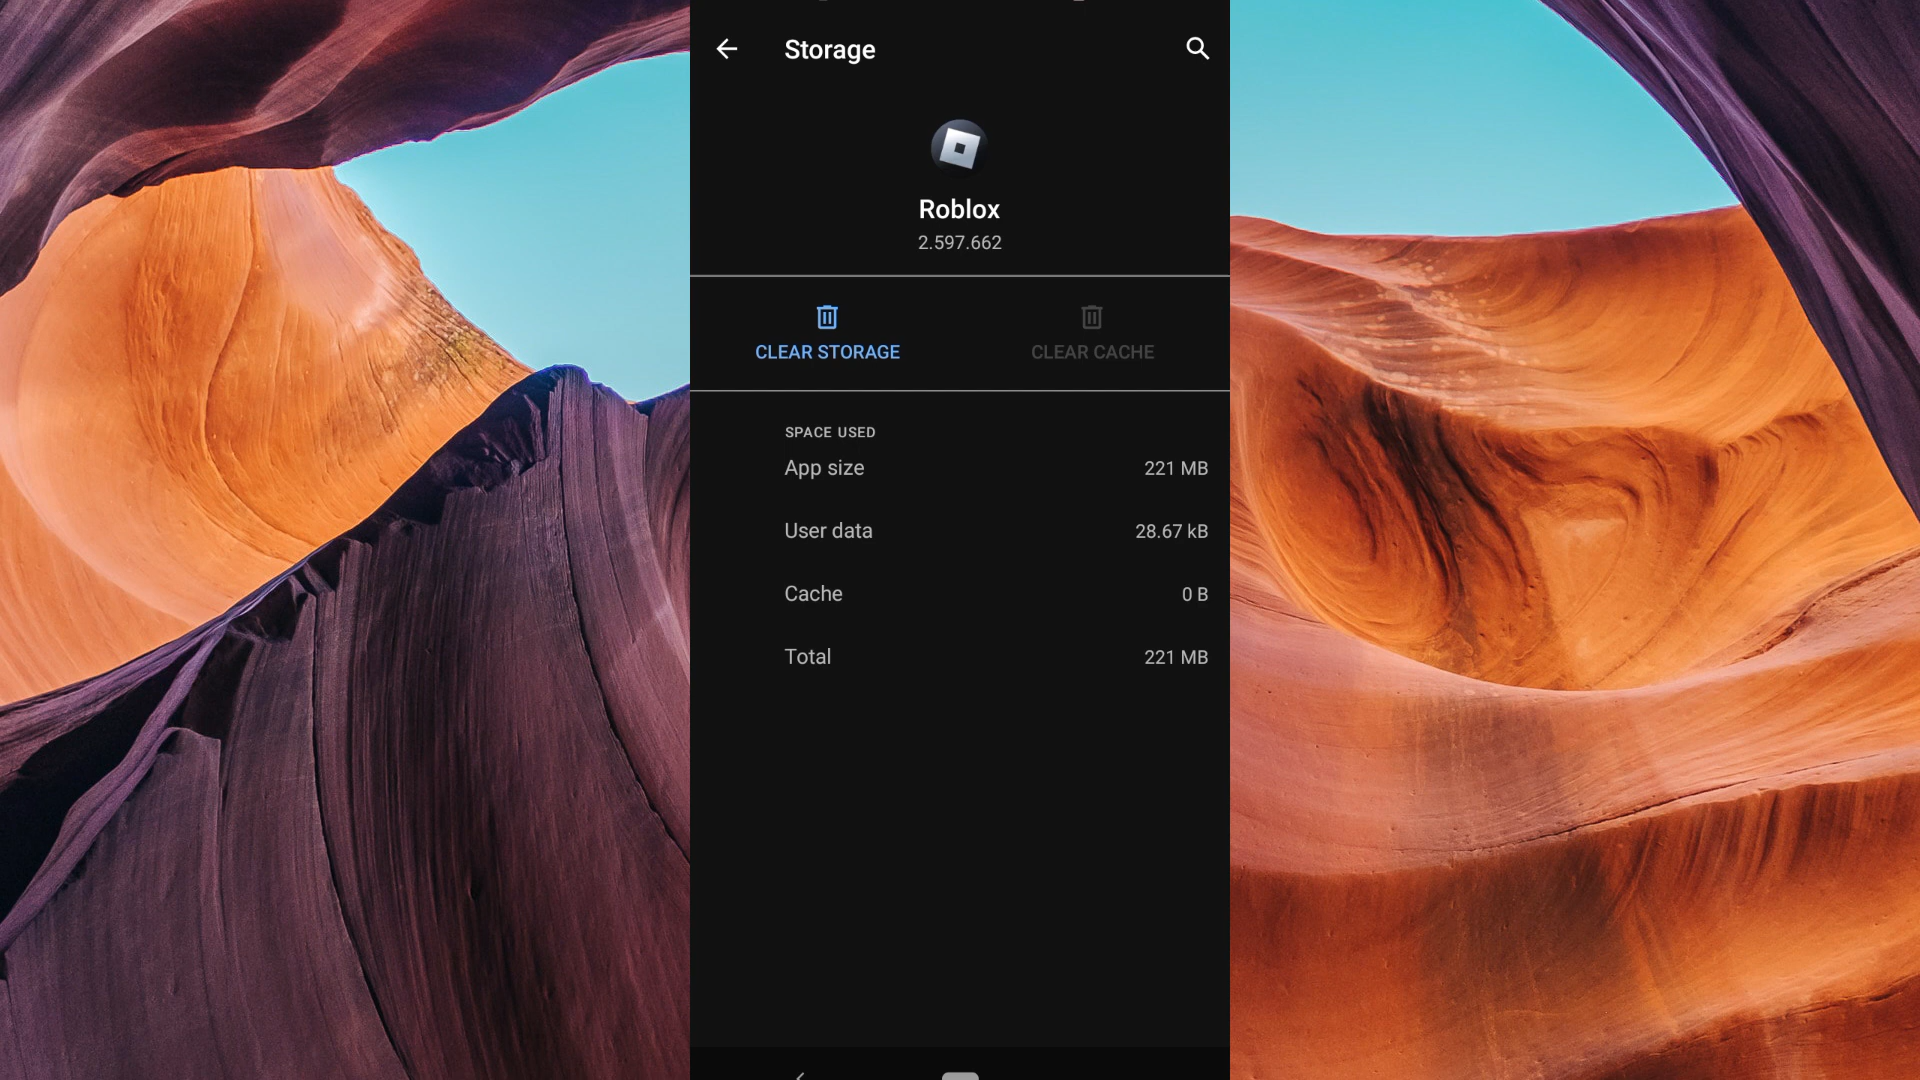 Storage
Roblox
2.597.662
CLEAR STORAGE
CLEAR CACHE
SPACE USED
App size 221 MB
User data 28.67 kB
Cache 0 B
Total 221 MB